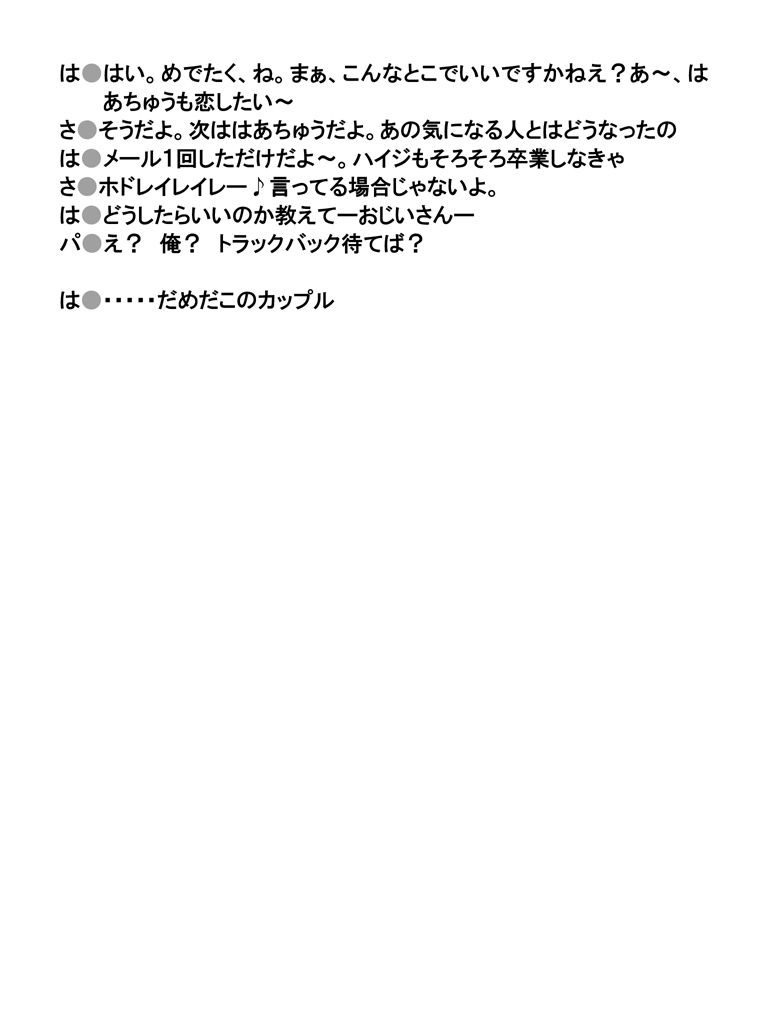 は●はい。めでたく、ね。まぁ、こんなとこでいいですかねえ？あ～、は
あちゅうも恋したい～
さ●そうだよ。次ははあちゅうだよ。あの気になる人とはどうなったの
は●メール１回しただけだよ～。ハイジもそろそろ卒業しなきゃ
さ●ホドレイレイレー♪言ってる場合じゃないよ。
は●どうしたらいいのか教えてーおじいさんー
パ●え？　俺？　トラックバック待てば？
は●・・・・・だめだこのカップル